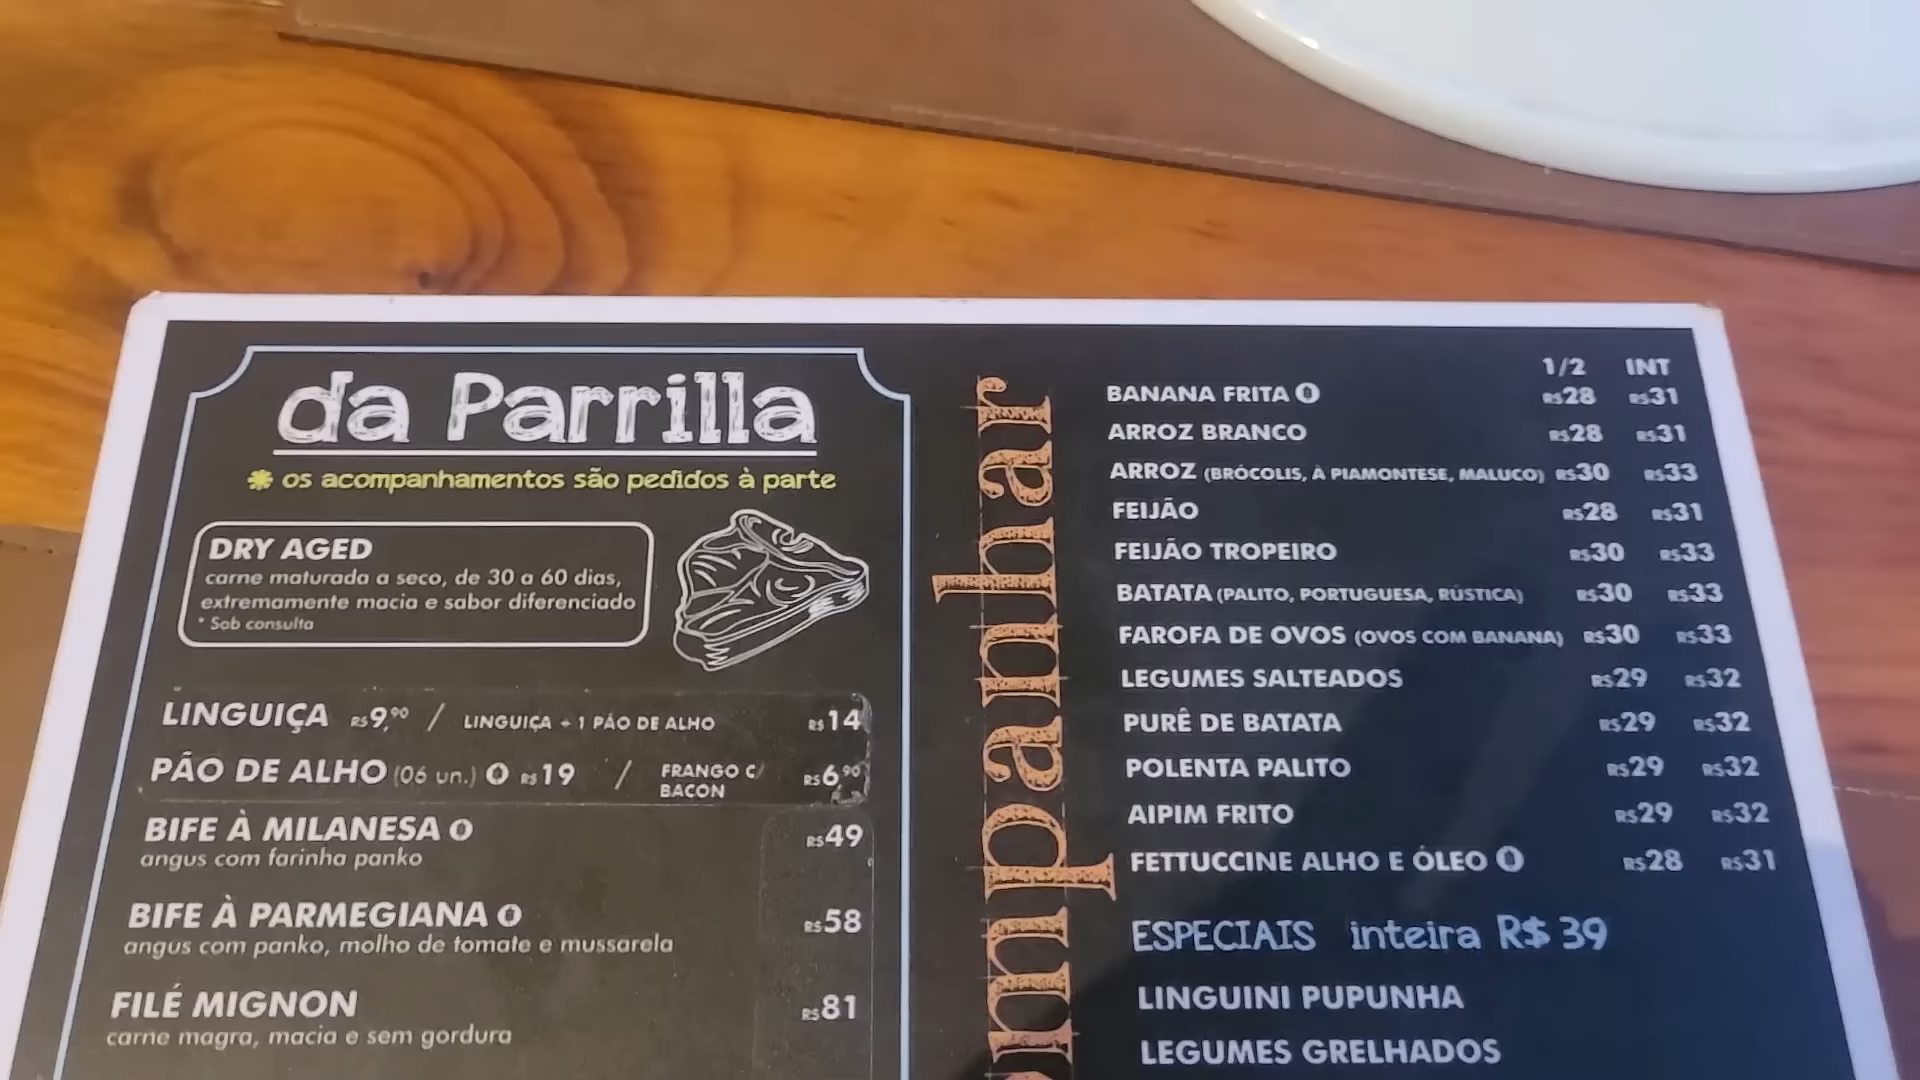 da Parrilla
os acompanhamentos são pedidos à parte
DRY AGED
carne maturada a seco, de 30 a 60 dias,
extremamente macia e sabor diferenciado
* Sob consulta
LINGUIÇA R$9,90 / LINGUIÇA + 1 PÃO DE ALHO R$14
PÃO DE ALHO (06 un.) R$19 / FRANGO C/ BACON R$6,90
BIFE À MILANESA R$49
angus com farinha panko
BIFE À PARMEGIANA R$58
angus com panko, molho de tomate e mussarela
FILÉ MIGNON R$81
carne magra, macia e sem gordura
ompanhar
1/2 INT
BANANA FRITA R$28 R$31
ARROZ BRANCO R$28 R$31
ARROZ (BRÓCOLIS, À PIAMONTESE, MALUCO) R$30 R$33
FEIJÃO R$28 R$31
FEIJÃO TROPEIRO R$30 R$33
BATATA (PALITO, PORTUGUESA, RÚSTICA) R$30 R$33
FAROFA DE OVOS (OVOS COM BANANA) R$30 R$33
LEGUMES SALTEADOS R$29 R$32
PURÊ DE BATATA R$29 R$32
POLENTA PALITO R$29 R$32
AIPIM FRITO R$29 R$32
FETTUCCINE ALHO E ÓLEO R$28 R$31
ESPECIAIS inteira R$ 39
LINGUINI PUPUNHA
LEGUMES GRELHADOS